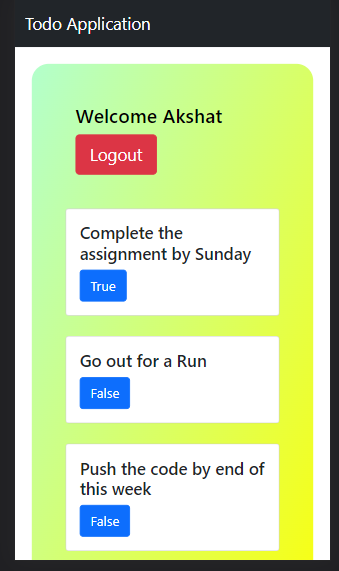 Todo Application
Welcome Akshat
Logout
Complete the
assignment by Sunday
True
Go out for a Run
False
Push the code by end of
this week
False